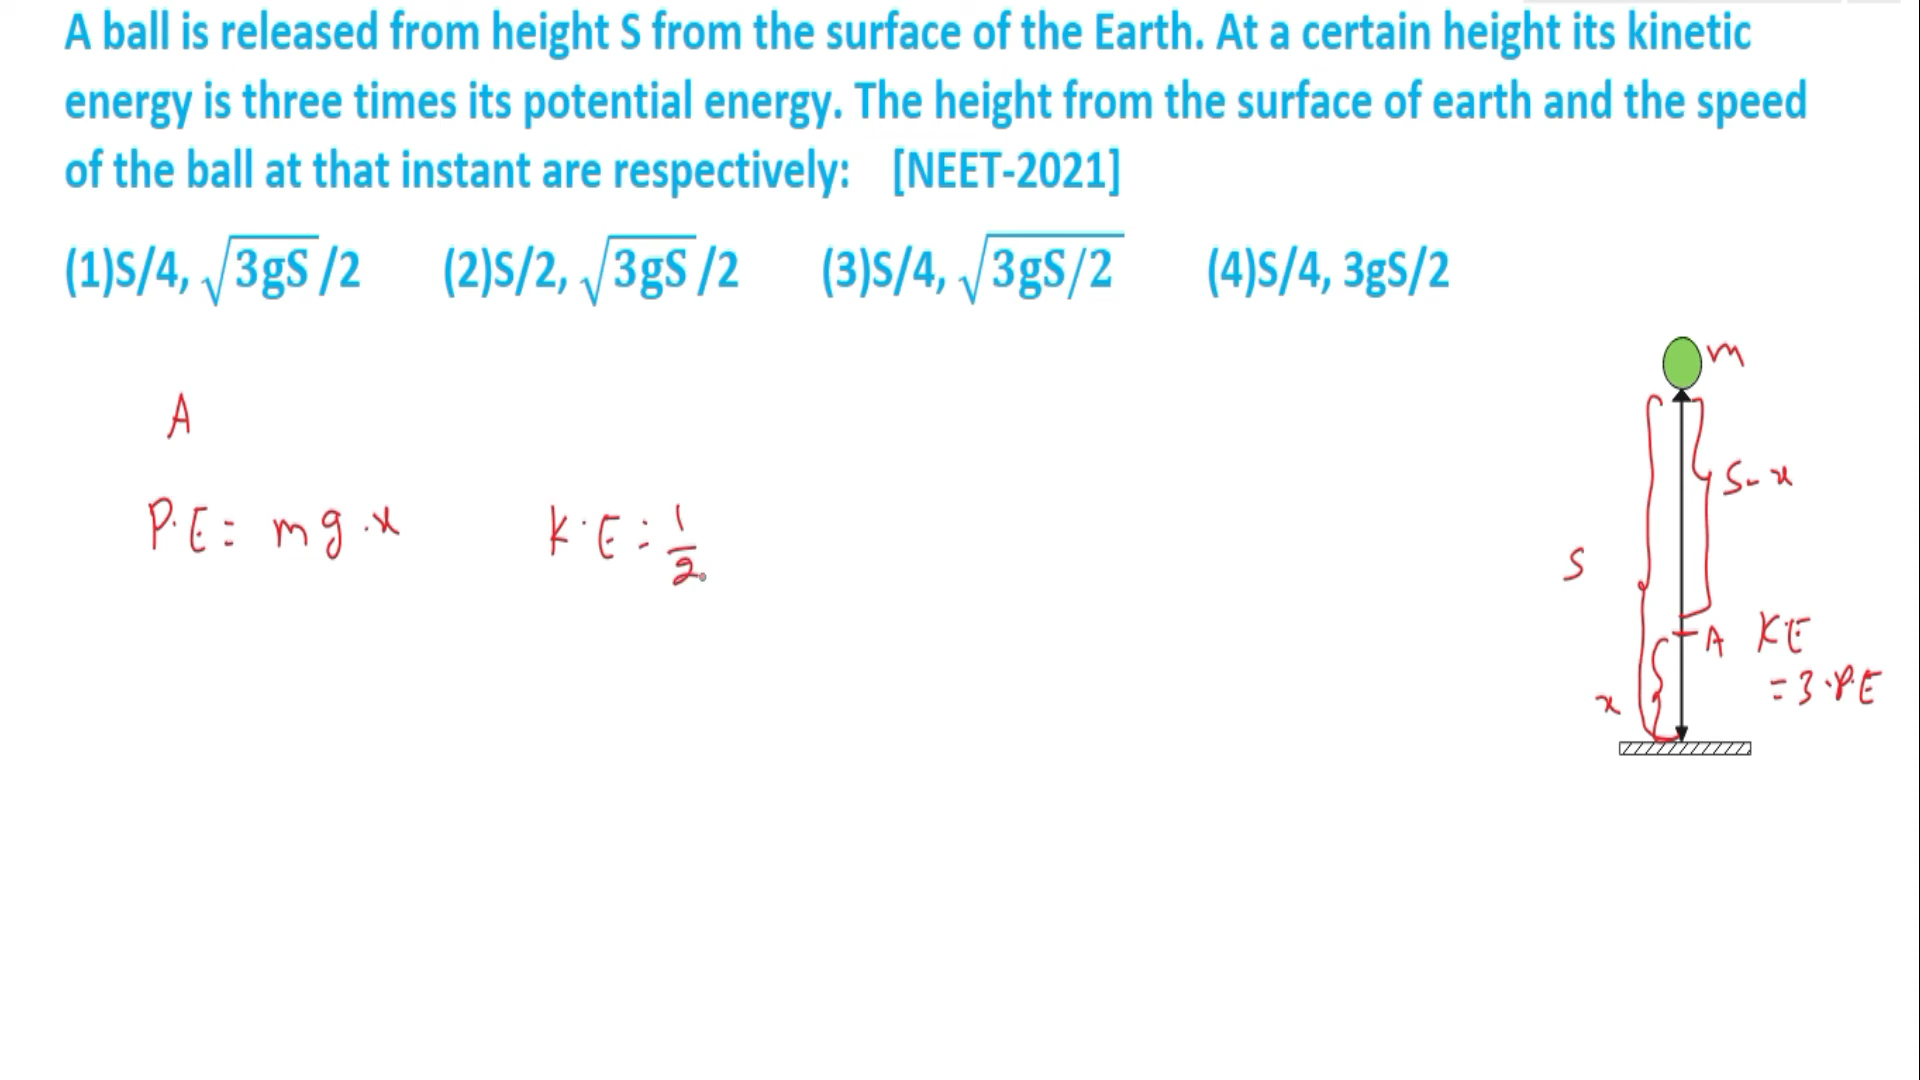 A ball is released from height S from the surface of the Earth. At a certain height its kinetic
energy is three times its potential energy. The height from the surface of earth and the speed
of the ball at that instant are respectively: [NEET-2021]
(1)S/4, √3gS /2 (2)S/2, √3gS /2 (3)S/4, √3gS/2 (4)S/4, 3gS/2
m
A
S-x
P.E = mg.x K.E = 1/2
S
A KE
= 3.P.E
x